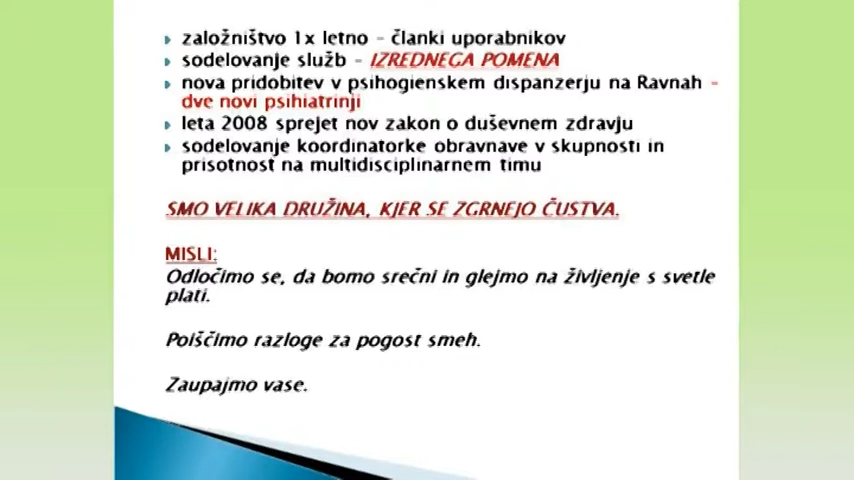 založništvo 1x letno - članki uporabnikov
sodelovanje služb - IZREDNEGA POMENA
nova pridobitev v psihogienskem dispanzerju na Ravnah -
dve novi psihiatrinji
leta 2008 sprejet nov zakon o duševnem zdravju
sodelovanje koordinatorke obravnave v skupnosti in
prisotnost na multidisciplinarnem timu
SMO VELIKA DRUŽINA, KJER SE ZGRNEJO ČUSTVA.
MISLI:
Odločimo se, da bomo srečni in glejmo na življenje s svetle
plati.
Poiščimo razloge za pogost smeh.
Zaupajmo vase.